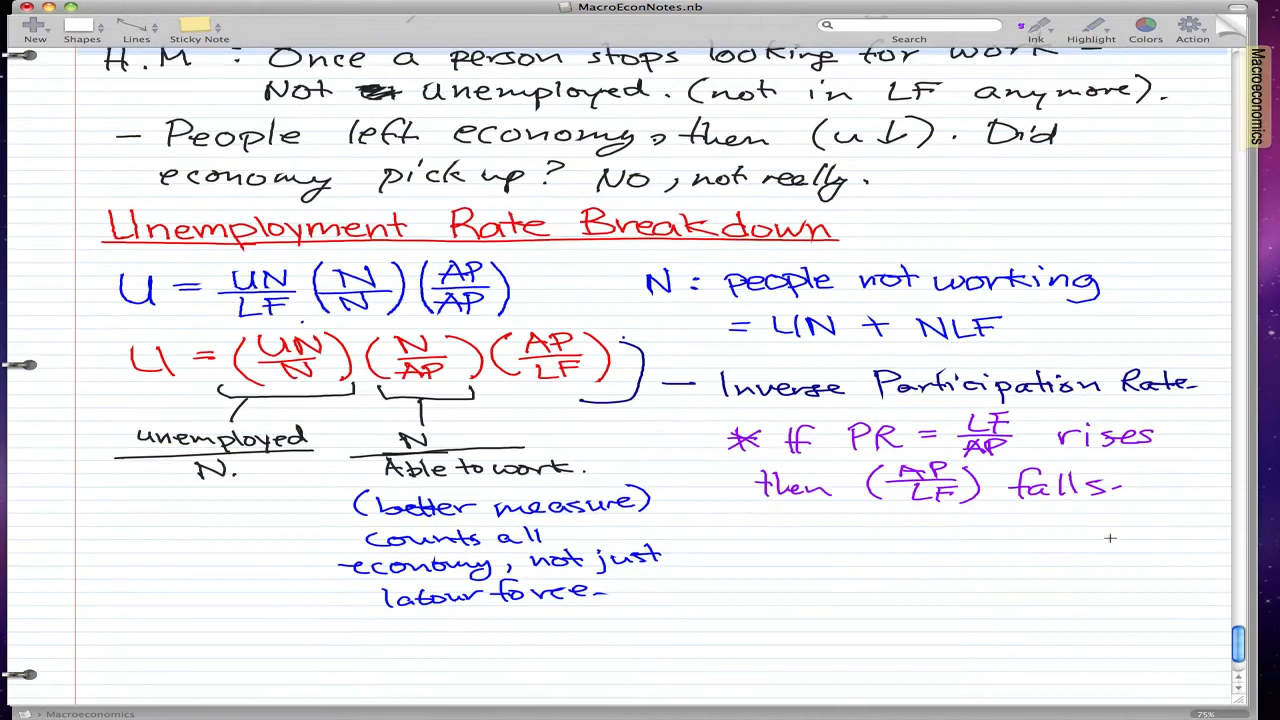 MacroEconNotes.nb
New Shapes Lines Sticky Note Search Ink Highlight Colors Action
Macroeconomics
H.M : Once a person stops looking for work –
Not unemployed. (not in LF anymore).
– People left economy, then (u↓). Did
economy pick up? No, not really.
Unemployment Rate Breakdown
U = UN/LF (N/N) (AP/AP)
N : people not working
= UN + NLF
U = (UN/N) (N/AP) (AP/LF)
– Inverse Participation Rate.
unemployed / N.
N / Able to work.
* If PR = LF/AP rises
then (AP/LF) falls.
(better measure)
counts all
economy, not just
latour force.
Macroeconomics
75%